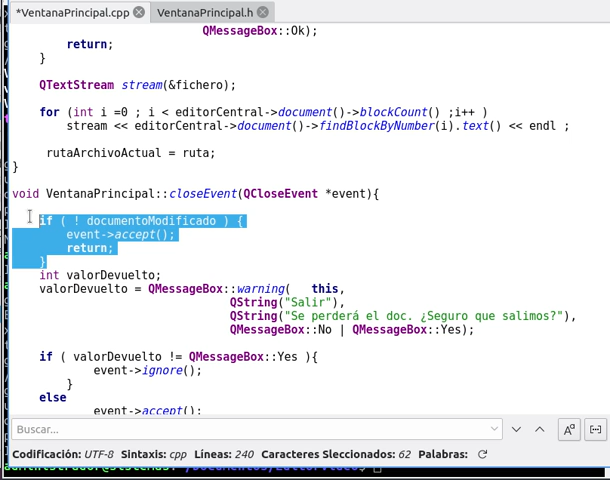 *VentanaPrincipal.cpp VentanaPrincipal.h
QMessageBox::Ok);
return;
}
QTextStream stream(&fichero);
for (int i =0 ; i < editorCentral->document()->blockCount() ;i++ )
stream << editorCentral->document()->findBlockByNumber(i).text() << endl ;
rutaArchivoActual = ruta;
}
void VentanaPrincipal::closeEvent(QCloseEvent *event){
if ( ! documentoModificado ) {
event->accept();
return;
}
int valorDevuelto;
valorDevuelto = QMessageBox::warning( this,
QString("Salir"),
QString("Se perderá el doc. ¿Seguro que salimos?"),
QMessageBox::No | QMessageBox::Yes);
if ( valorDevuelto != QMessageBox::Yes ){
event->ignore();
}
else
event->accept();
Buscar...
Codificación: UTF-8 Sintaxis: cpp Líneas: 240 Caracteres Sleccionados: 62 Palabras: